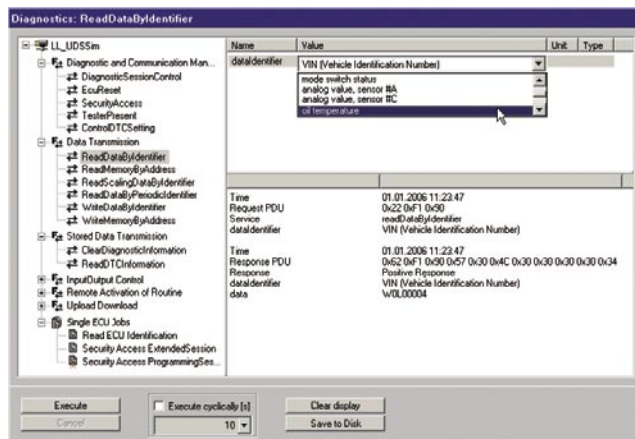 Diagnostics: ReadDataByIdentifier
LL_UDSSim
Diagnostic and Communication Man...
DiagnosticSessionControl
EcuReset
SecurityAccess
TesterPresent
ControlDTCSetting
Data Transmission
ReadDataByIdentifier
ReadMemoryByAddress
ReadScalingDataByIdentifier
ReadDataByPeriodicIdentifier
WriteDataByIdentifier
WriteMemoryByAddress
Stored Data Transmission
ClearDiagnosticInformation
ReadDTCInformation
InputOutput Control
Remote Activation of Routine
Upload Download
Single ECU Jobs
Read ECU Identification
Security Access ExtendedSession
Security Access ProgrammingSes...
Name Value Unit Type
dataIdentifier VIN (Vehicle Identification Number)
mode switch status
analog value, sensor #A
analog value, sensor #C
oil temperature
Time 01.01.2006 11:23:47
Request PDU 0x22 0xF1 0x90
Service readDataByIdentifier
dataIdentifier VIN (Vehicle Identification Number)
Time 01.01.2006 11:23:47
Response PDU 0x62 0xF1 0x90 0x57 0x30 0x4C 0x30 0x30 0x30 0x30 0x34
Response Positive Response
dataIdentifier VIN (Vehicle Identification Number)
data W0L00004
Execute
Cancel
Execute cyclically [s]
10
Clear display
Save to Disk